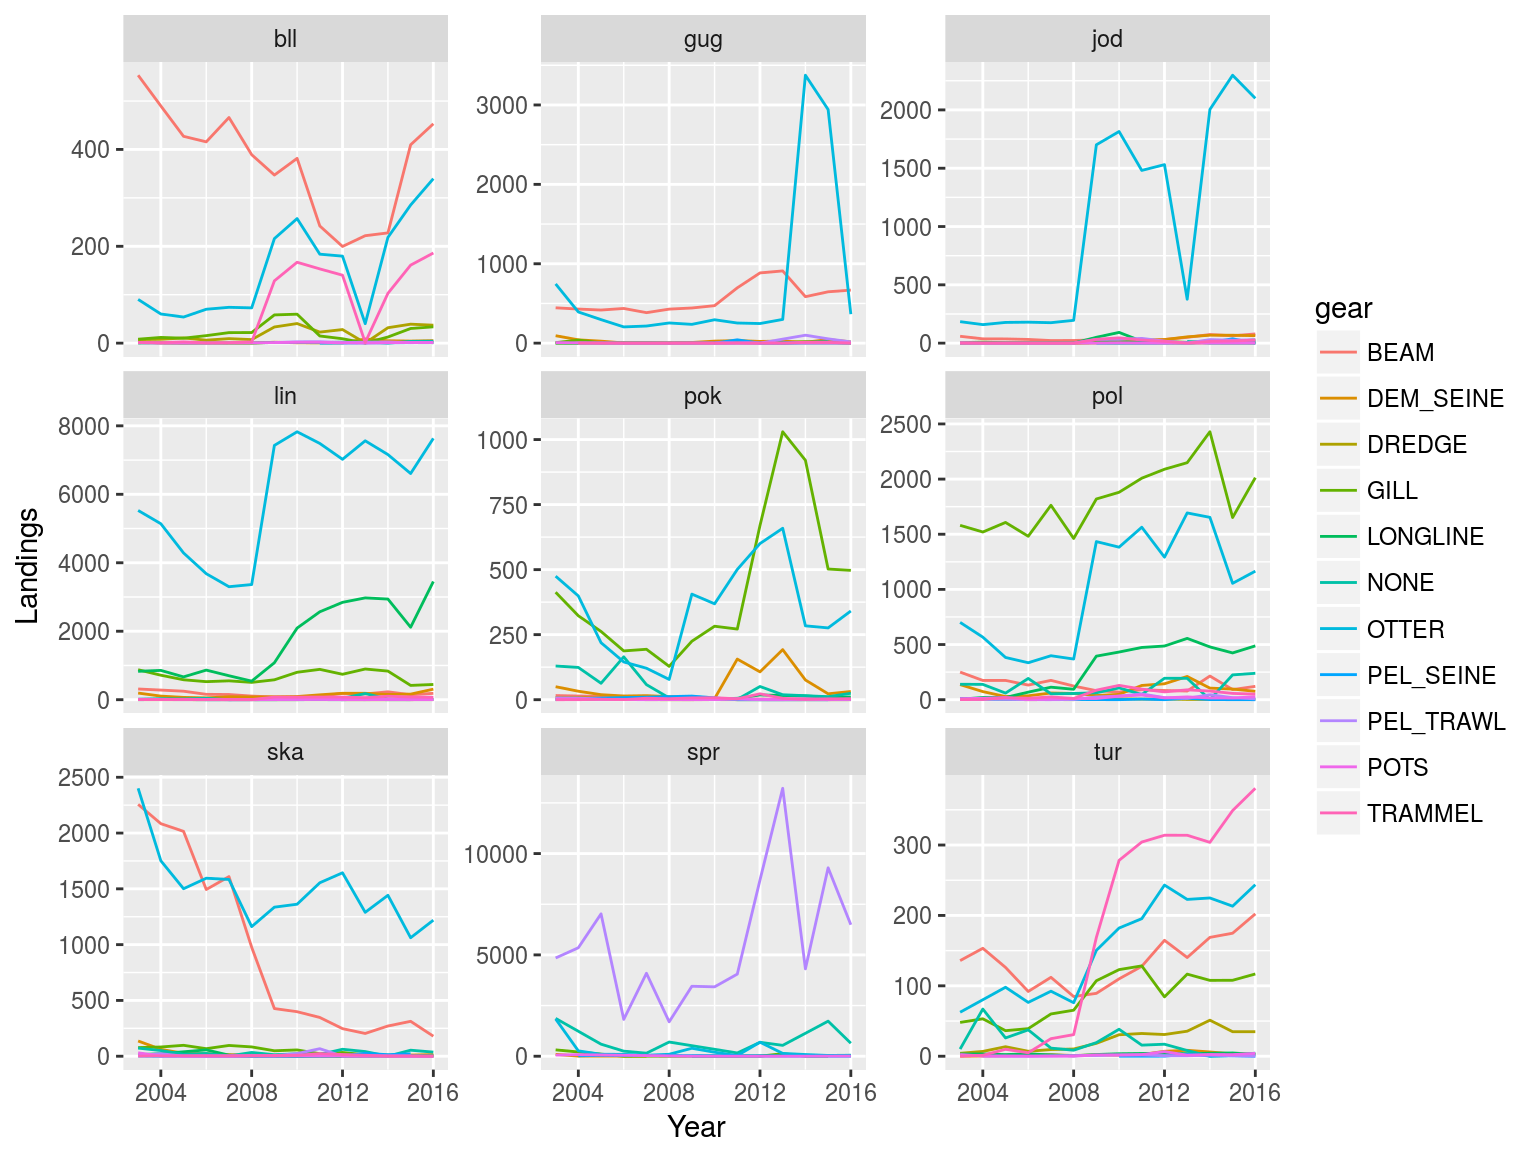 bll gug jod
400
200
0
3000
2000
1000
0
2000
1500
1000
500
0
lin pok pol
8000
6000
4000
2000
0
1000
750
500
250
0
2500
2000
1500
1000
500
0
ska spr tur
2500
2000
1500
1000
500
0
10000
5000
0
300
200
100
0
2004 2008 2012 2016
2004 2008 2012 2016
2004 2008 2012 2016
Year
Landings
gear
BEAM
DEM_SEINE
DREDGE
GILL
LONGLINE
NONE
OTTER
PEL_SEINE
PEL_TRAWL
POTS
TRAMMEL